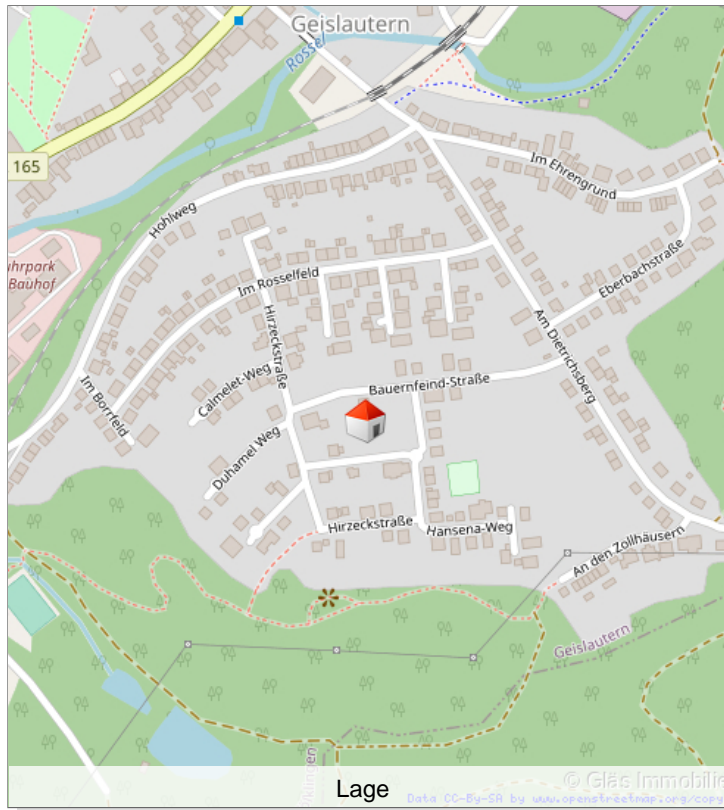 Geislautern
Rossel
165
Im Ehrengrund
Hohlweg
Eberbachstraße
uhrpark
Bauhof
Im Rosselfeld
Hirzeckstraße
Am Dietrichsberg
Calmelet-Weg
Bauernfeind-Straße
Im Borrfeld
Duhamel Weg
Hirzeckstraße
Hansena-Weg
An den Zollhäusern
Geislautern
© Gläs Immobilie
Lage
Data CC-By-SA by www.openstreetmap.org/copy